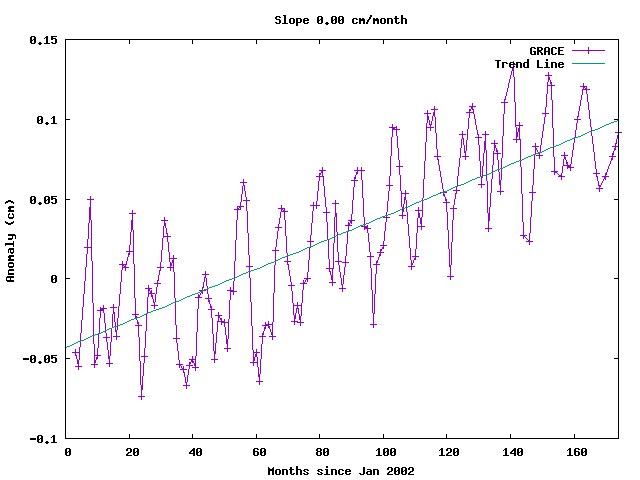 Slope 0.00 cm/month
GRACE
Trend Line
0.15
0.1
0.05
0
-0.05
-0.1
Anomaly (cm)
0 20 40 60 80 100 120 140 160
Months since Jan 2002